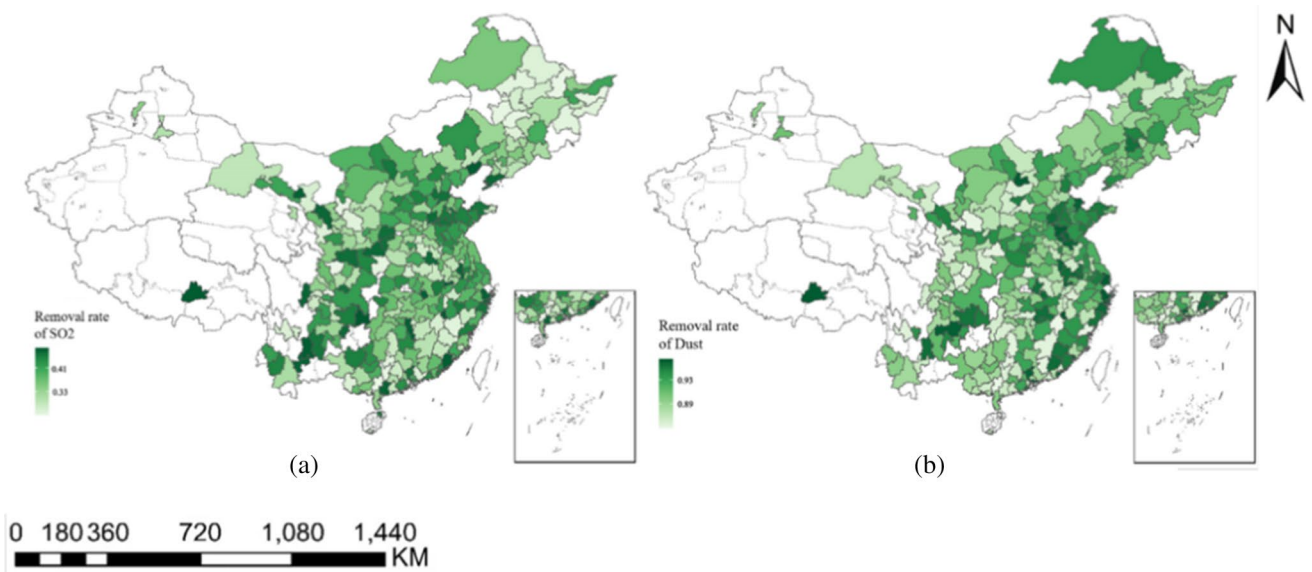 N
Removal rate
of SO2
0.41
0.33
Removal rate
of Dust
0.93
0.89
(a)
(b)
0 180 360 720 1,080 1,440
KM